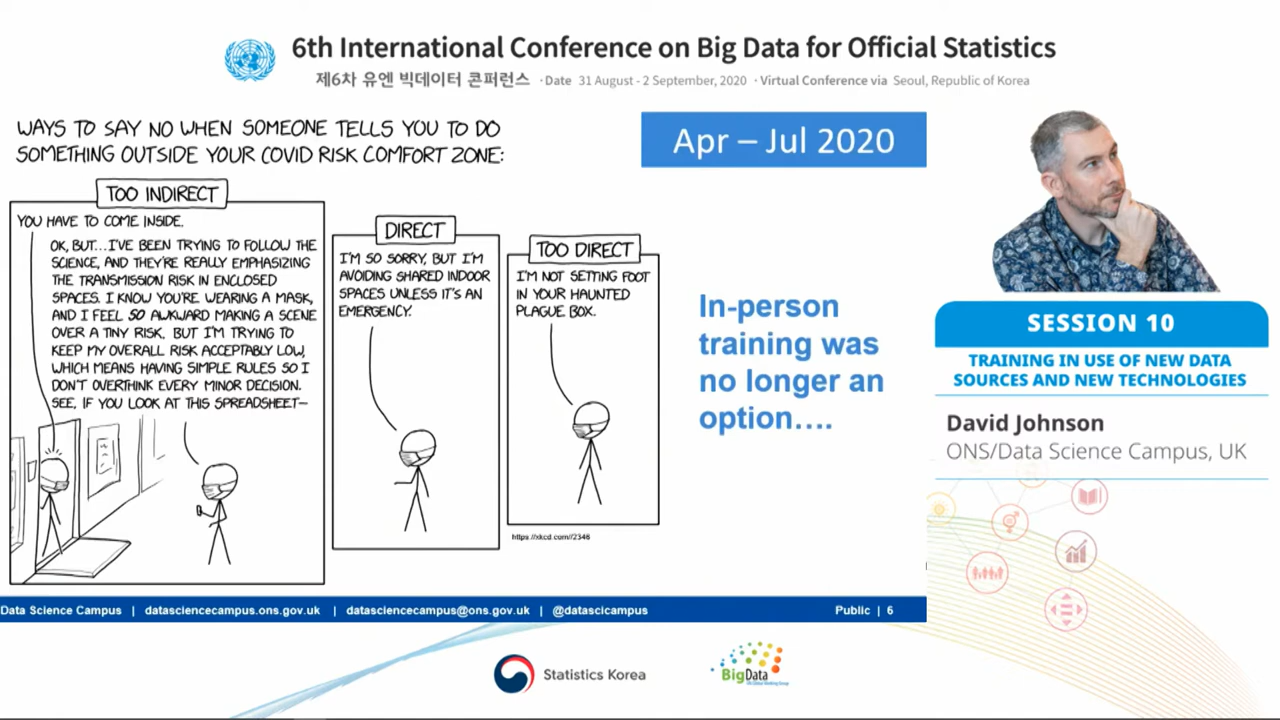 6th International Conference on Big Data for Official Statistics
제6차 유엔 빅데이터 콘퍼런스 · Date 31 August - 2 September, 2020 · Virtual Conference via Seoul, Republic of Korea
WAYS TO SAY NO WHEN SOMEONE TELLS YOU TO DO
SOMETHING OUTSIDE YOUR COVID RISK COMFORT ZONE:
TOO INDIRECT
YOU HAVE TO COME INSIDE.
OK, BUT...I'VE BEEN TRYING TO FOLLOW THE
SCIENCE, AND THEY'RE REALLY EMPHASIZING
THE TRANSMISSION RISK IN ENCLOSED
SPACES. I KNOW YOU'RE WEARING A MASK,
AND I FEEL SO AWKWARD MAKING A SCENE
OVER A TINY RISK. BUT I'M TRYING TO
KEEP MY OVERALL RISK ACCEPTABLY LOW,
WHICH MEANS HAVING SIMPLE RULES SO I
DON'T OVERTHINK EVERY MINOR DECISION.
SEE, IF YOU LOOK AT THIS SPREADSHEET—
DIRECT
I'M SO SORRY, BUT I'M
AVOIDING SHARED INDOOR
SPACES UNLESS IT'S AN
EMERGENCY.
TOO DIRECT
I'M NOT SETTING FOOT
IN YOUR HAUNTED
PLAGUE BOX.
https://xkcd.com//2346
Apr – Jul 2020
In-person
training was
no longer an
option....
SESSION 10
TRAINING IN USE OF NEW DATA
SOURCES AND NEW TECHNOLOGIES
David Johnson
ONS/Data Science Campus, UK
Data Science Campus | datasciencecampus.ons.gov.uk | datasciencecampus@ons.gov.uk | @datascicampus Public | 6
Statistics Korea
BigData